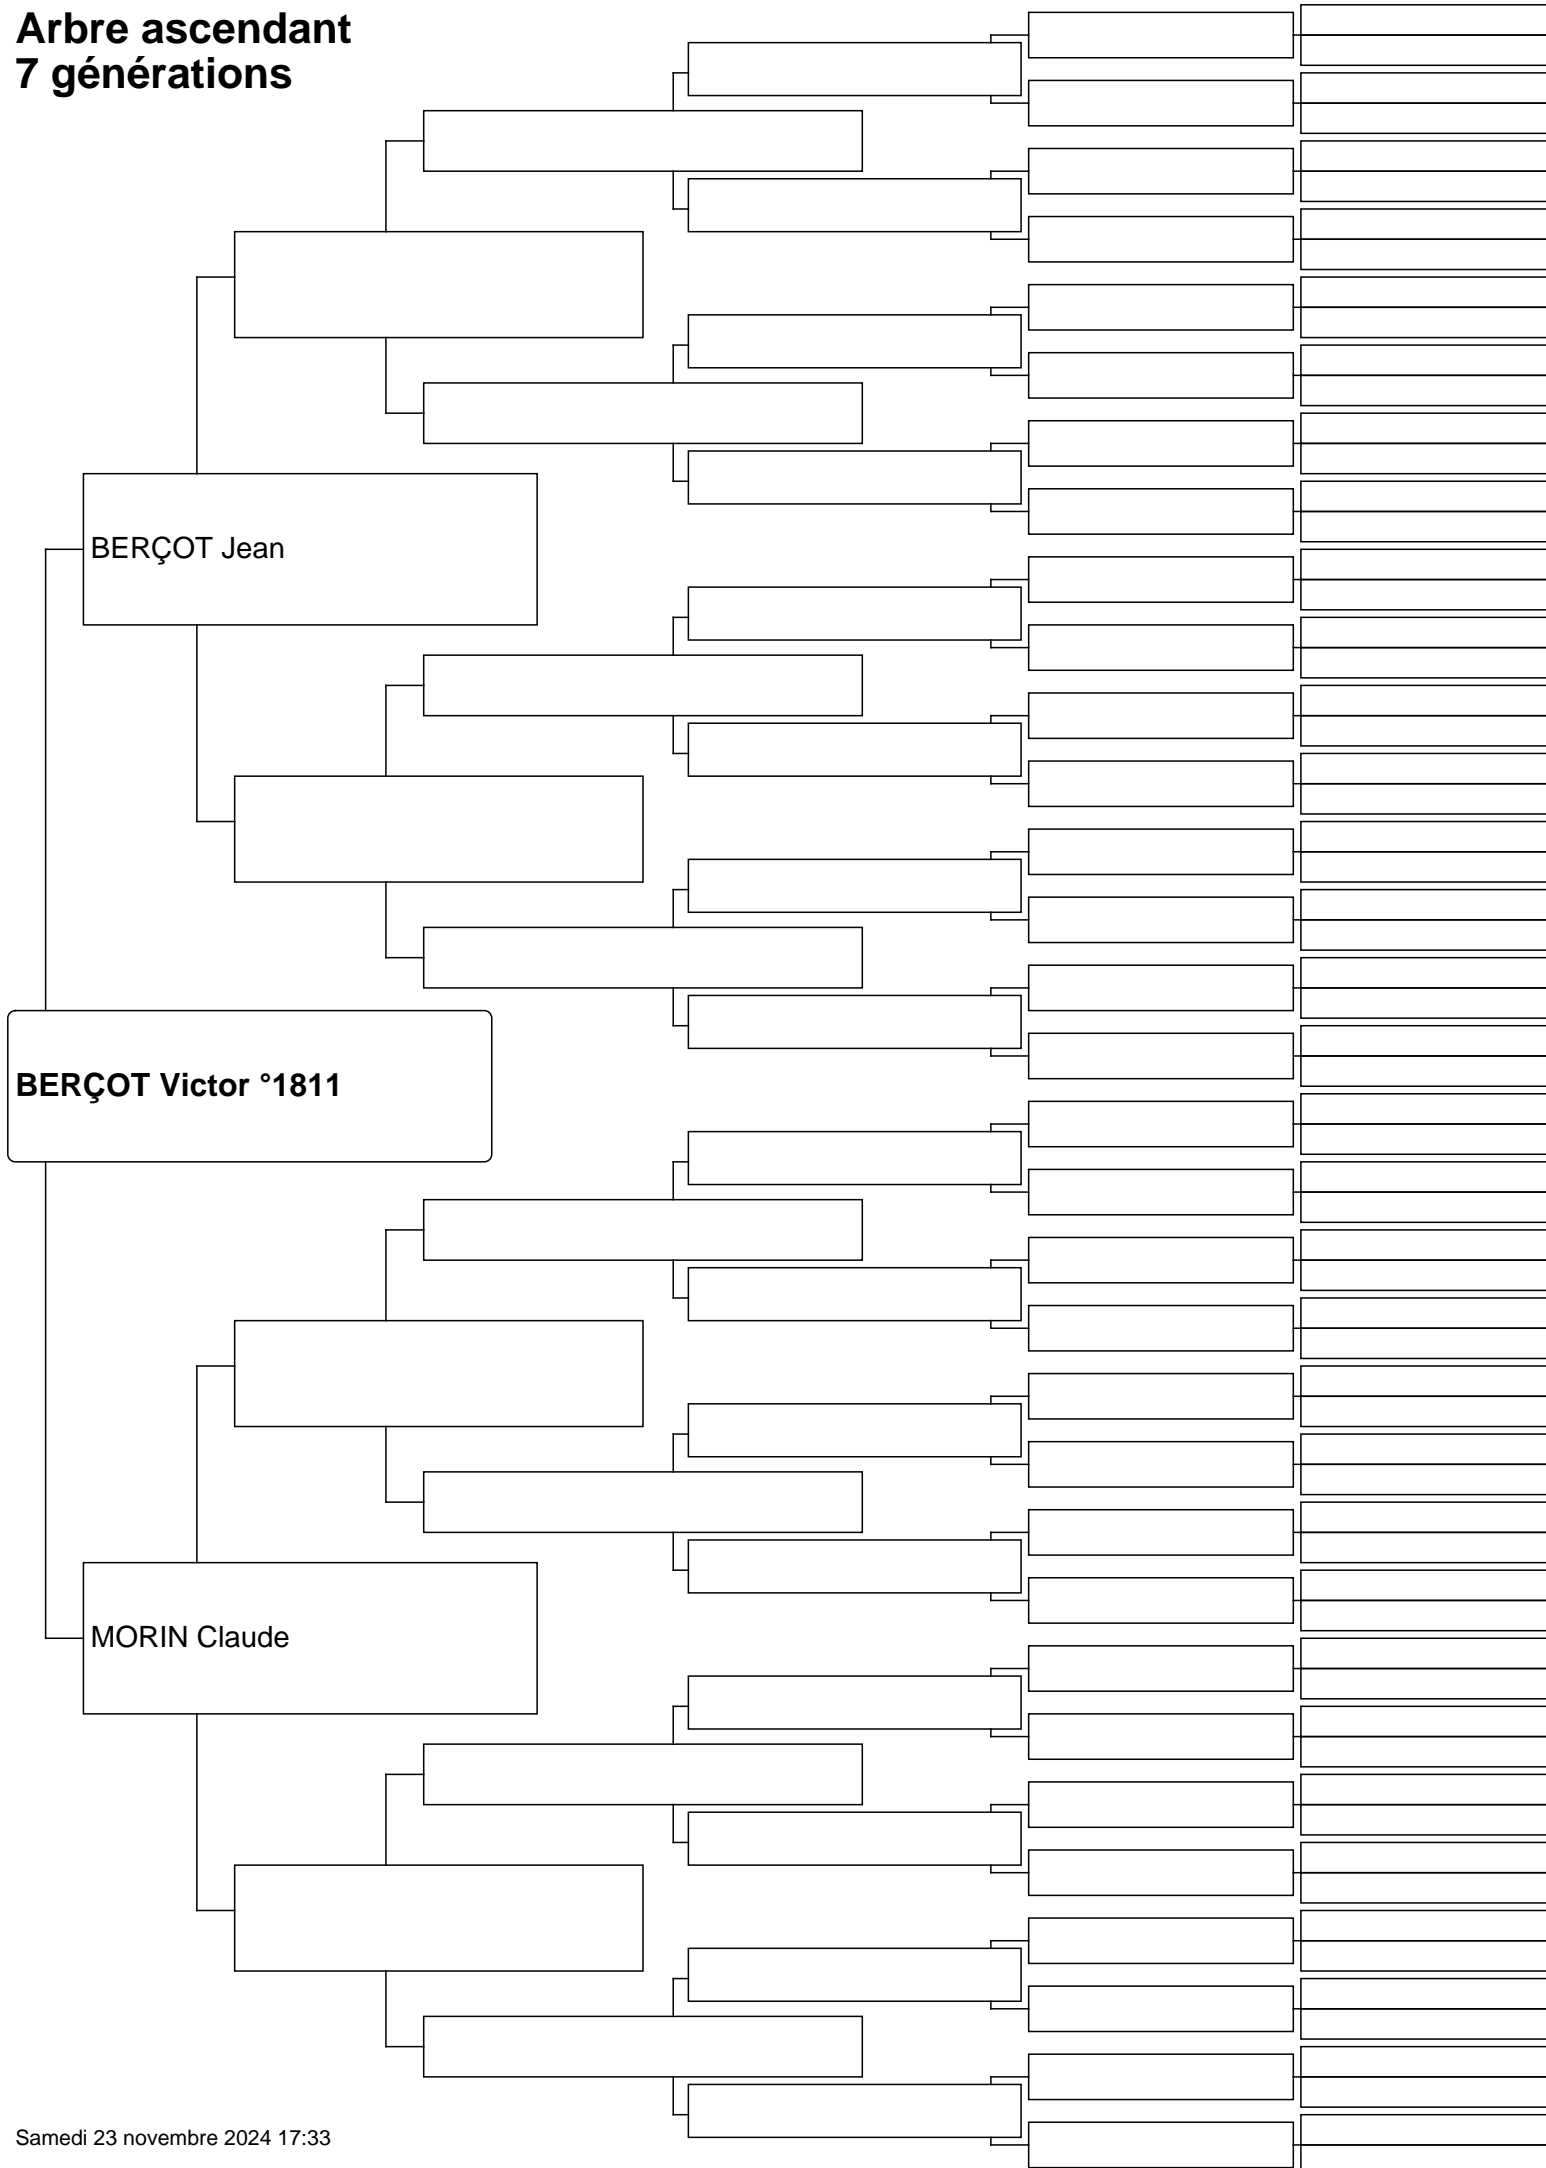 Arbre ascendant
7 générations
BERÇOT Jean
BERÇOT Victor °1811
MORIN Claude
Samedi 23 novembre 2024 17:33